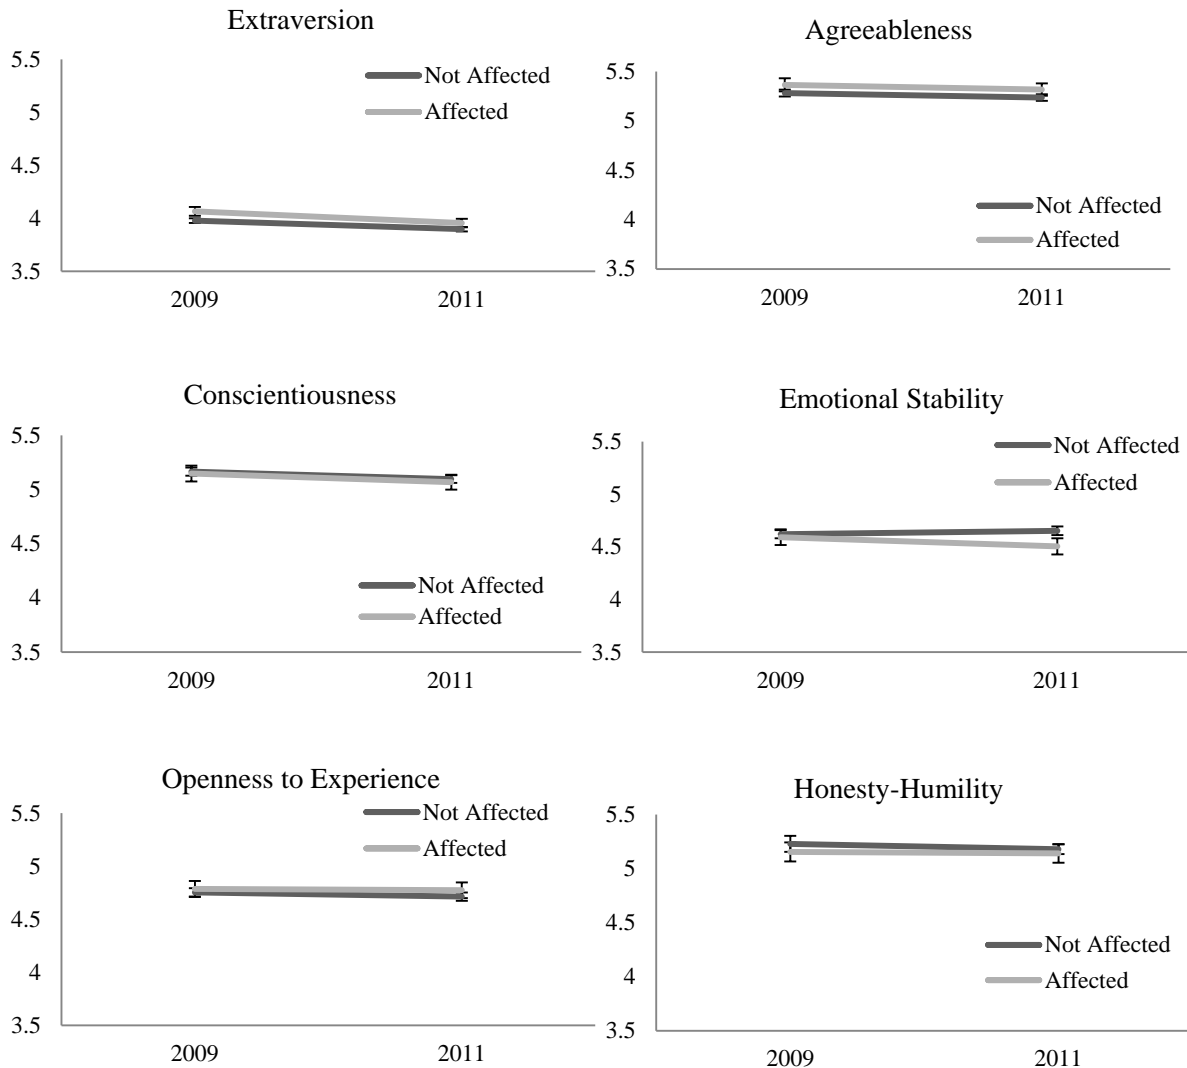 Extraversion
5.5
5
4.5
4
3.5
Not Affected
Affected
2009
2011
Agreeableness
5.5
5
4.5
4
3.5
Not Affected
Affected
2009
2011
Conscientiousness
5.5
5
4.5
4
3.5
Not Affected
Affected
2009
2011
Emotional Stability
5.5
5
4.5
4
3.5
Not Affected
Affected
2009
2011
Openness to Experience
5.5
5
4.5
4
3.5
Not Affected
Affected
2009
2011
Honesty-Humility
5.5
5
4.5
4
3.5
Not Affected
Affected
2009
2011